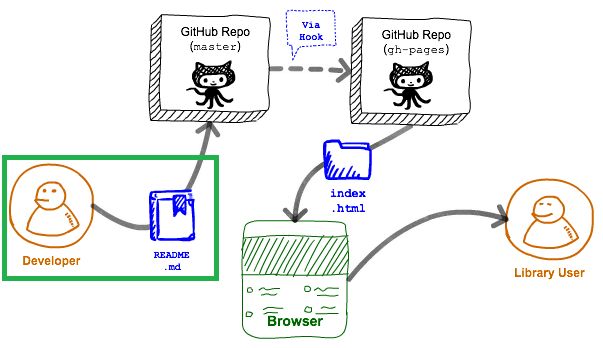 GitHub Repo
(master)
Via
Hook
GitHub Repo
(gh-pages)
index
.html
Developer
README
.md
Browser
Library User